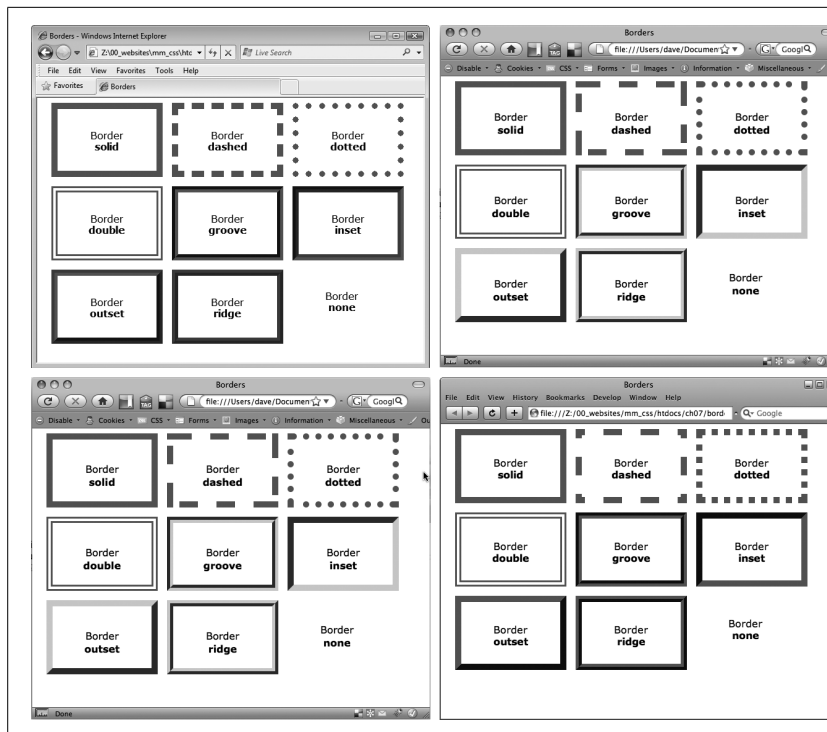 Borders - Windows Internet Explorer
Z:\00_websites\mm_css\htc
Live Search
File Edit View Favorites Tools Help
Favorites
Borders
Border
solid
Border
dashed
Border
dotted
Border
double
Border
groove
Border
inset
Border
outset
Border
ridge
Border
none
Borders
TAG
file:///Users/dave/Documen
Googl
Disable Cookies CSS Forms Images Information Miscellaneous
Border
solid
Border
dashed
Border
dotted
Border
double
Border
groove
Border
inset
Border
outset
Border
ridge
Border
none
Done
Borders
TAG
file:///Users/dave/Documen
Googl
Disable Cookies CSS Forms Images Information Miscellaneous Ou
Border
solid
Border
dashed
Border
dotted
Border
double
Border
groove
Border
inset
Border
outset
Border
ridge
Border
none
Done
Borders
File Edit View History Bookmarks Develop Window Help
file:///Z:/00_websites/mm_css/htdocs/ch07/bord
Google
Border
solid
Border
dashed
Border
dotted
Border
double
Border
groove
Border
inset
Border
outset
Border
ridge
Border
none